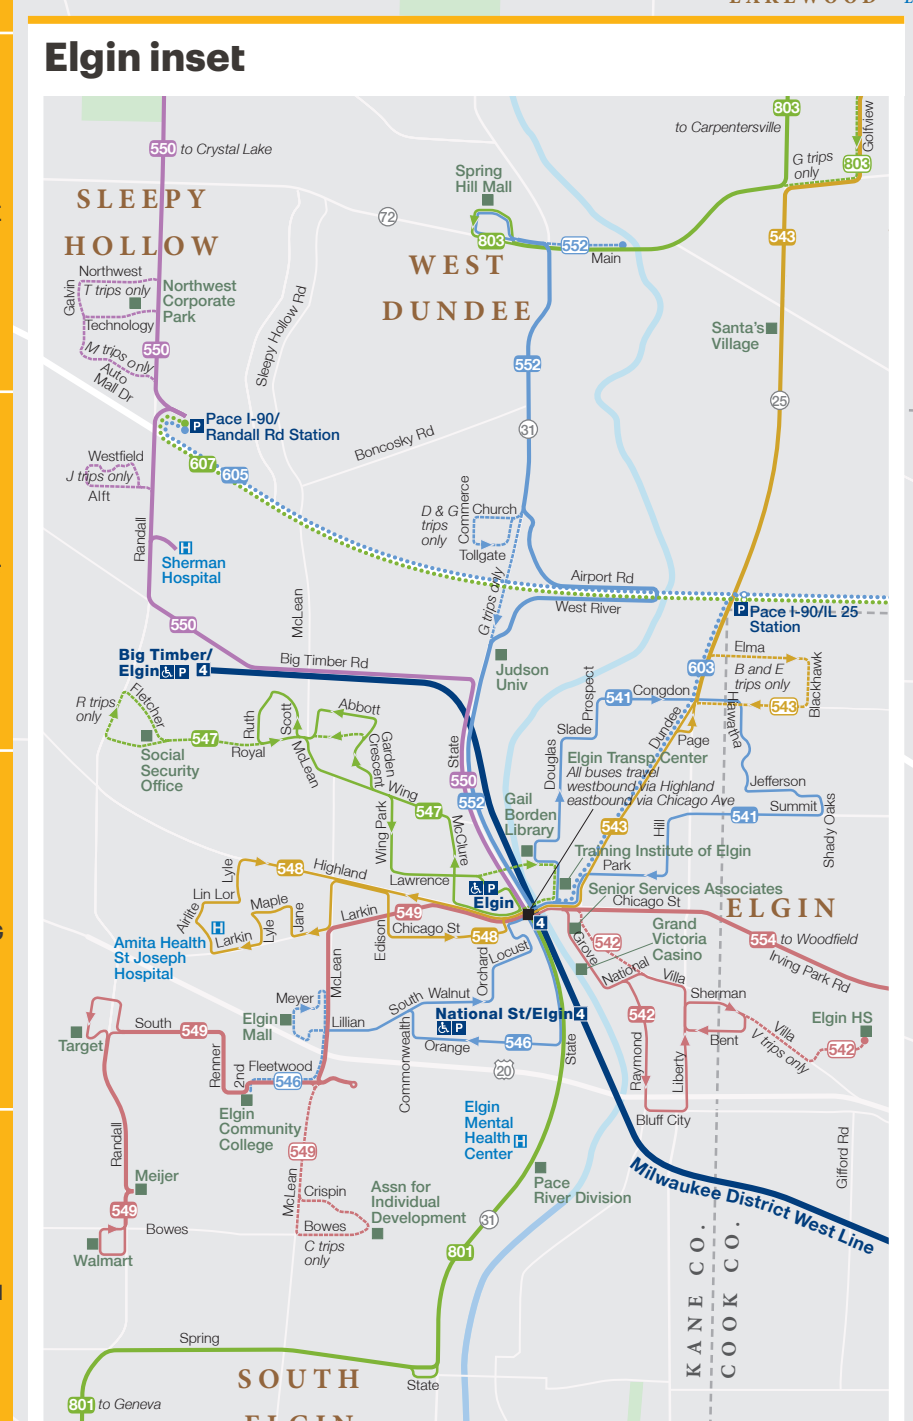 Elgin inset
803
to Carpentersville
Golfview
G trips
only
803
550 to Crystal Lake
Spring
Hill Mall
SLEEPY
HOLLOW
72
803
552
Main
543
WEST
DUNDEE
Northwest
T trips only
Galvin
Northwest
Corporate
Park
Technology
Sleepy Hollow Rd
Santa's
Village
M trips only
550
Auto
Mall Dr
552
25
Pace I-90/
Randall Rd Station
31
Boncosky Rd
Westfield
J trips only
Alft
607
605
Commerce
D & G
trips
only
Church
Tollgate
Randall
Sherman
Hospital
H
G trips only
Airport Rd
West River
P
Pace I-90/IL 25
Station
McLean
550
Big Timber/
Elgin P 4
Big Timber Rd
Judson
Univ
603
Elma
B and E
trips only
Blackhawk
543
R trips
only
Fletcher
547
Royal
Ruth
Scott
McLean
Abbott
Garden
Crescent
Prospect
541
Congdon
Slade
Hiawatha
Dundee
Page
Social
Security
Office
State
550
552
Douglas
Elgin Transp Center
All buses travel
westbound via Highland
eastbound via Chicago Ave
Jefferson
Summit
541
Shady Oaks
Wing
547
Wing Park
McClure
Gail
Borden
Library
543
Hill
Training Institute of Elgin
Park
Lyle
548
Highland
Lawrence
P
Elgin
Senior Services Associates
Chicago St
ELGIN
Lin Lor
Airlite
Maple
Lyle
Jane
Larkin
549
Larkin
H
Amita Health
St Joseph
Hospital
Edison
Chicago St
548
4
Locust
Orchard
Grove
542
Grand
Victoria
Casino
554 to Woodfield
Irving Park Rd
McLean
National
Villa
Sherman
Meyer
South
Walnut
National St/Elgin 4
P
Elgin
Mall
Lillian
Target
South
549
Commonwealth
Orange
546
State
542
Bent
Villa
V trips only
Elgin HS
542
Renner
2nd
Fleetwood
546
20
Raymond
Liberty
Elgin
Community
College
Elgin
Mental
Health
Center H
Bluff City
Randall
549
Gifford Rd
Meijer
McLean
Crispin
Assn for
Individual
Development
Pace
River Division
Milwaukee District West Line
549
Bowes
Bowes
C trips
only
31
Walmart
801
KANE CO.
COOK CO.
Spring
SOUTH
State
801 to Geneva